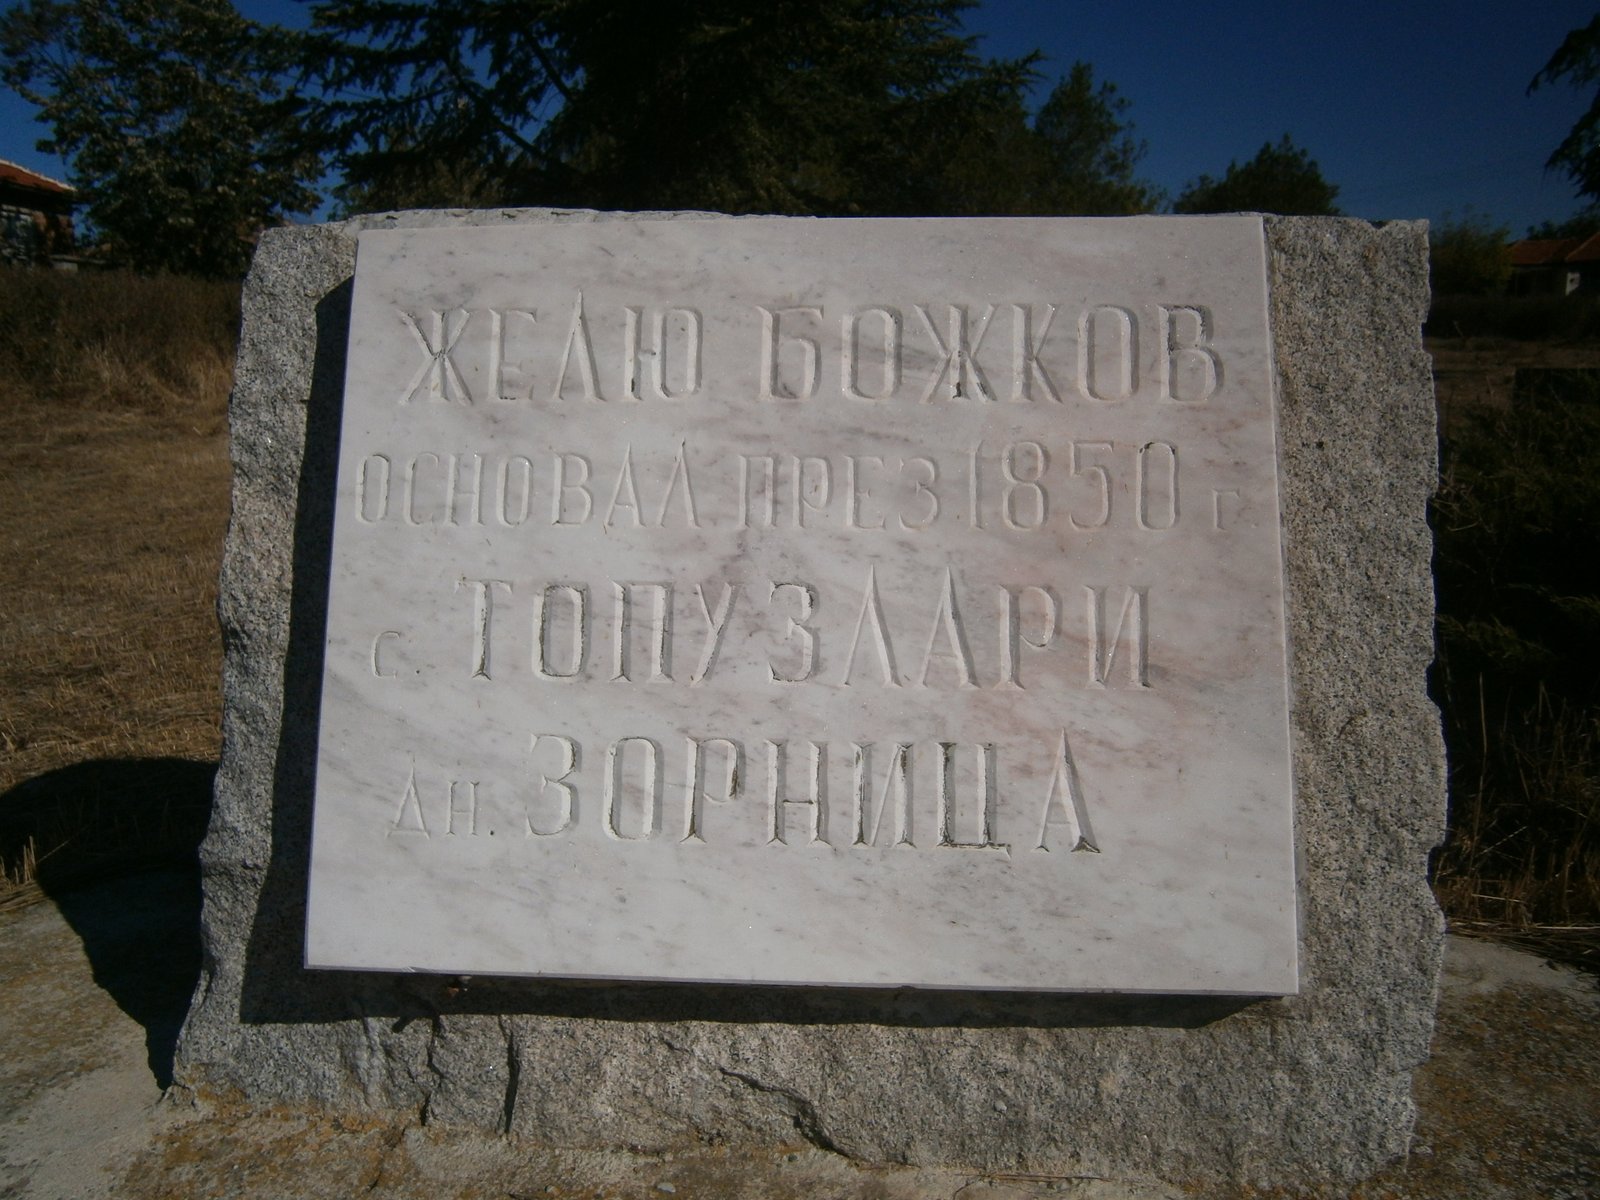 ЖЕЛЮ БОЖКОВ
ОСНОВАЛ ПРЕЗ 1850 г.
с. ТОПУЗЛАРИ
дн. ЗОРНИЦА